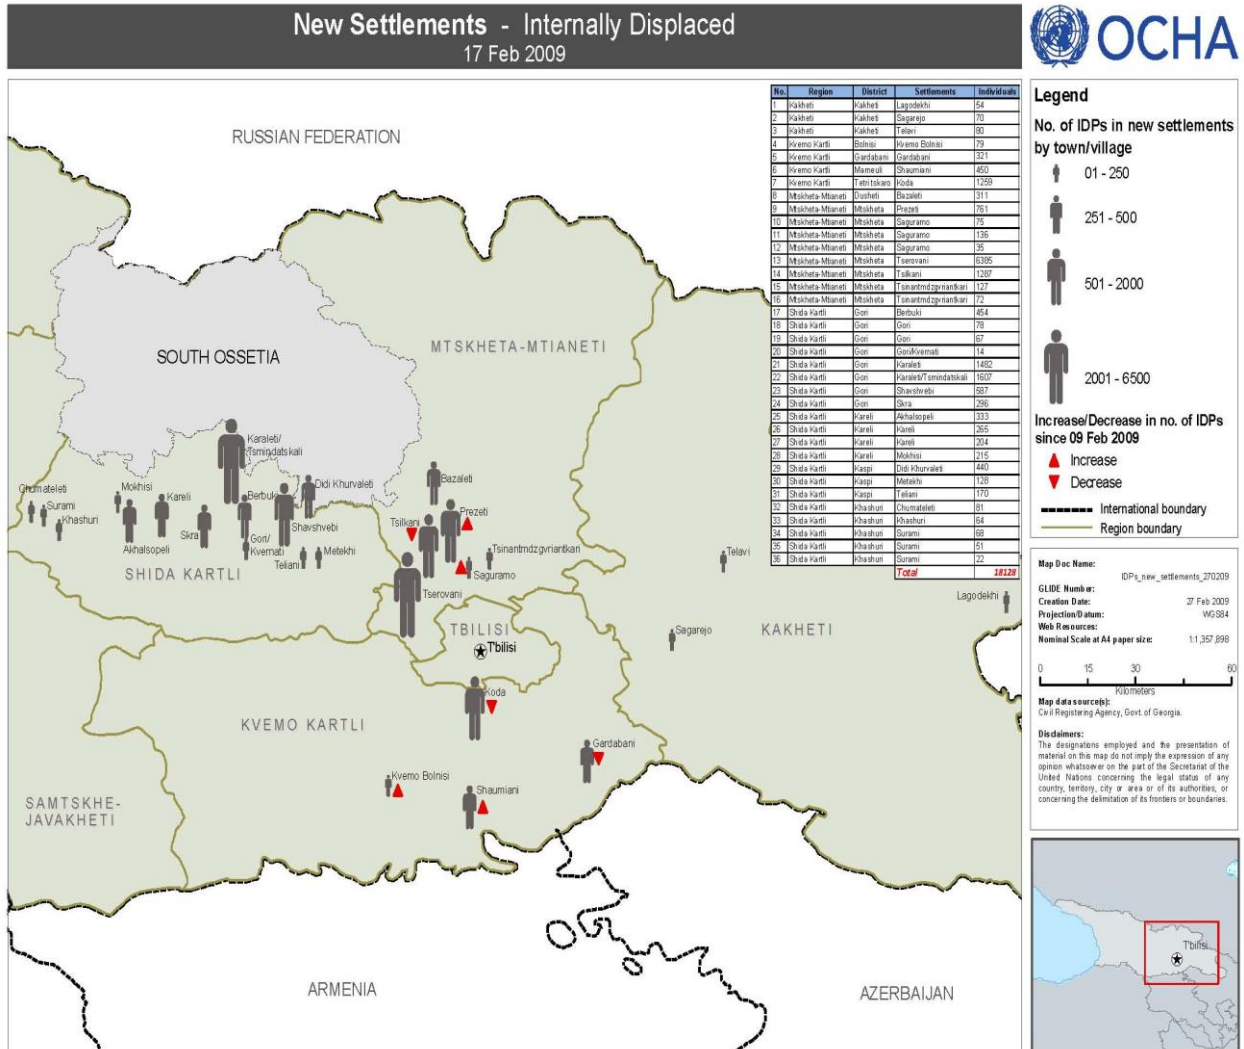 New Settlements - Internally Displaced
17 Feb 2009
OCHA
No. Region District Settlements Individuals
1 Kakheti Kakheti Lagodekhi 54
2 Kakheti Kakheti Sagarejo 70
3 Kakheti Kakheti Telavi 80
4 Kvemo Kartli Bolnisi Kvemo Bolnisi 79
5 Kvemo Kartli Gardabani Gardabani 321
6 Kvemo Kartli Marneuli Shaumiani 450
7 Kvemo Kartli Tetritskaro Koda 1259
8 Mtskheta-Mtianeti Dusheti Bazaleti 311
9 Mtskheta-Mtianeti Mtskheta Prezeti 761
10 Mtskheta-Mtianeti Mtskheta Saguramo 75
11 Mtskheta-Mtianeti Mtskheta Saguramo 136
12 Mtskheta-Mtianeti Mtskheta Saguramo 35
13 Mtskheta-Mtianeti Mtskheta Tserovani 6385
14 Mtskheta-Mtianeti Mtskheta Tsilkani 1287
15 Mtskheta-Mtianeti Mtskheta Tsinantmdzgvriantkari 127
16 Mtskheta-Mtianeti Mtskheta Tsinantmdzgvriantkari 72
17 Shida Kartli Gori Berbuki 454
18 Shida Kartli Gori Gori 78
19 Shida Kartli Gori Gori 67
20 Shida Kartli Gori Gori/Kvernati 14
21 Shida Kartli Gori Karaleti 1482
22 Shida Kartli Gori Karaleti/Tsmindatskali 1607
23 Shida Kartli Gori Shavshvebi 587
24 Shida Kartli Gori Skra 296
25 Shida Kartli Kareli Akhalsopeli 333
26 Shida Kartli Kareli Kareli 265
27 Shida Kartli Kareli Kareli 204
28 Shida Kartli Kareli Mokhisi 215
29 Shida Kartli Kaspi Didi Khurvaleti 440
30 Shida Kartli Kaspi Metekhi 128
31 Shida Kartli Kaspi Teliani 170
32 Shida Kartli Khashuri Chumateleti 81
33 Shida Kartli Khashuri Khashuri 64
34 Shida Kartli Khashuri Surami 68
35 Shida Kartli Khashuri Surami 51
36 Shida Kartli Khashuri Surami 22
Total 18128
RUSSIAN FEDERATION
SOUTH OSSETIA
MTSKHETA-MTIANETI
Karaleti/
Tsmindatskali
Chumateleti
Surami
Khashuri
Mokhisi
Kareli
Akhalsopeli
Skra
Berbuki
Gori/
Kvernati
Didi Khurvaleti
Shavshvebi
Teliani
Metekhi
SHIDA KARTLI
Bazaleti
Prezeti
Tsilkani
Tsinantmdzgvriantkari
Saguramo
Tserovani
TBILISI
T'bilisi
Telavi
Lagodekhi
Sagarejo
KAKHETI
KVEMO KARTLI
Koda
Gardabani
Kvemo Bolnisi
Shaumiani
SAMTSKHE-
JAVAKHETI
ARMENIA
AZERBAIJAN
Legend
No. of IDPs in new settlements
by town/village
01 - 250
251 - 500
501 - 2000
2001 - 6500
Increase/Decrease in no. of IDPs
since 09 Feb 2009
Increase
Decrease
International boundary
Region boundary
Map Doc Name:
IDPs_new_settlements_270209
GLIDE Number:
Creation Date: 27 Feb 2009
Projection/Datum: WGS84
Web Resources:
Nominal Scale at A4 paper size: 1:1,357,898
0 15 30 60
Kilometers
Map data source(s):
Civil Registering Agency, Govt. of Georgia.
Disclaimers:
The designations employed and the presentation of
material on this map do not imply the expression of any
opinion whatsoever on the part of the Secretariat of the
United Nations concerning the legal status of any
country, territory, city or area or of its authorities, or
concerning the delimitation of its frontiers or boundaries.
T'bilisi